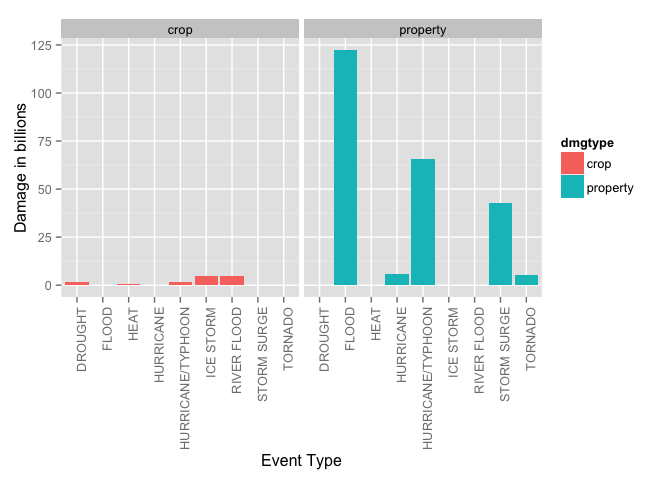 crop property
Damage in billions
125
100
75
50
25
0
DROUGHT
FLOOD
HEAT
HURRICANE
HURRICANE/TYPHOON
ICE STORM
RIVER FLOOD
STORM SURGE
TORNADO
DROUGHT
FLOOD
HEAT
HURRICANE
HURRICANE/TYPHOON
ICE STORM
RIVER FLOOD
STORM SURGE
TORNADO
Event Type
dmgtype
crop
property